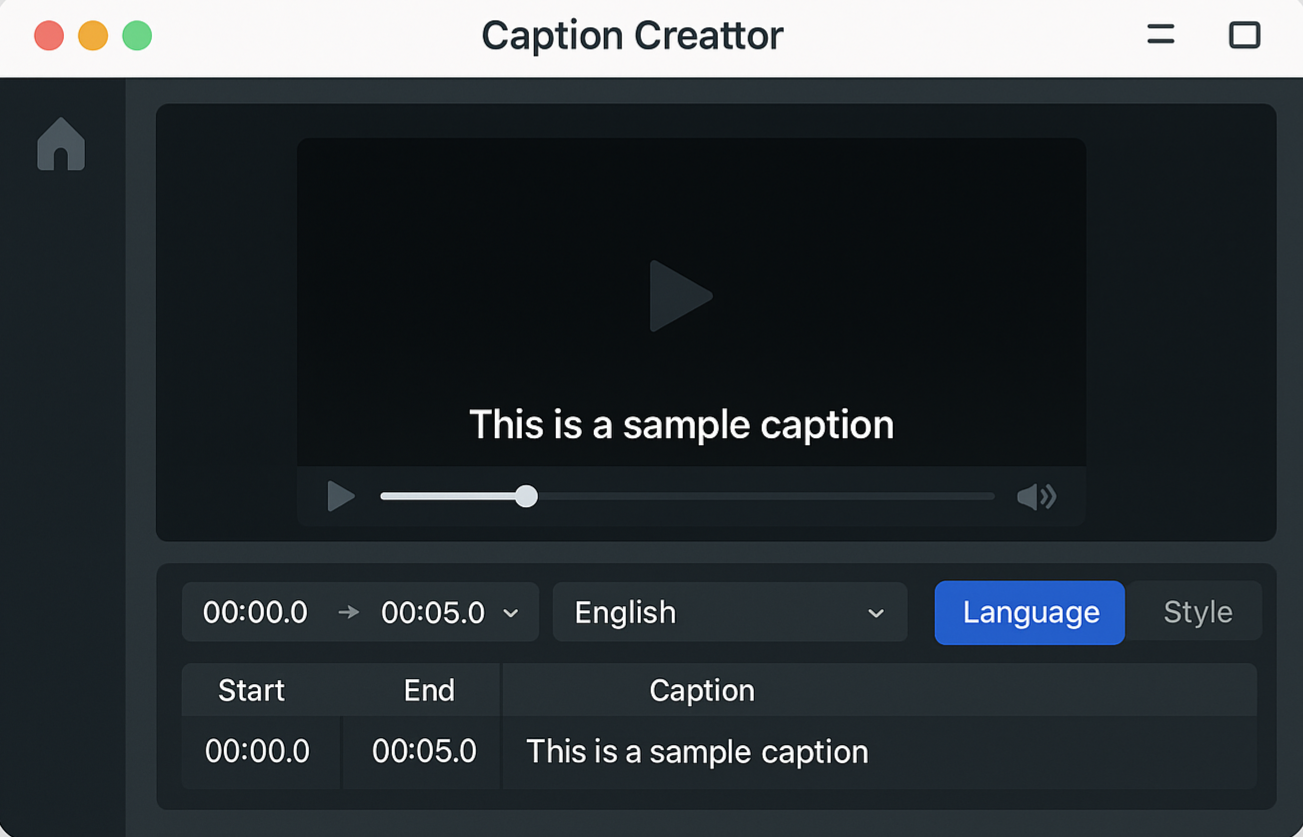 Caption Creattor
This is a sample caption
00:00.0 → 00:05.0 English Language Style
Start End Caption
00:00.0 00:05.0 This is a sample caption